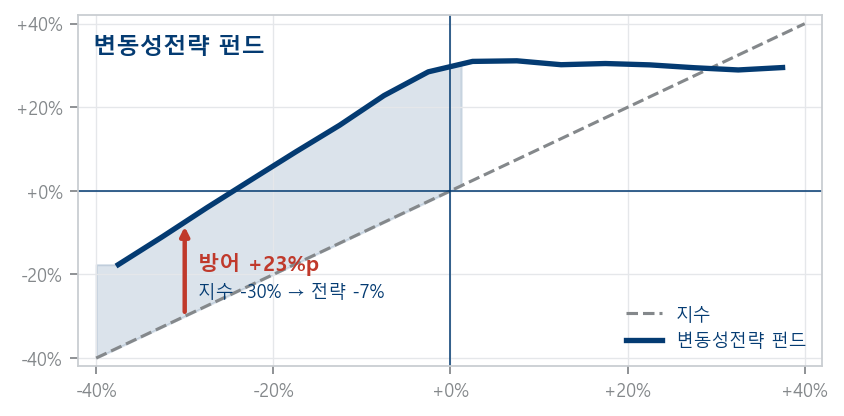 +40%
변동성전략 펀드
+20%
+0%
방어 +23%p
-20%
지수 -30% → 전략 -7%
지수
변동성전략 펀드
-40%
-40%
-20%
+0%
+20%
+40%